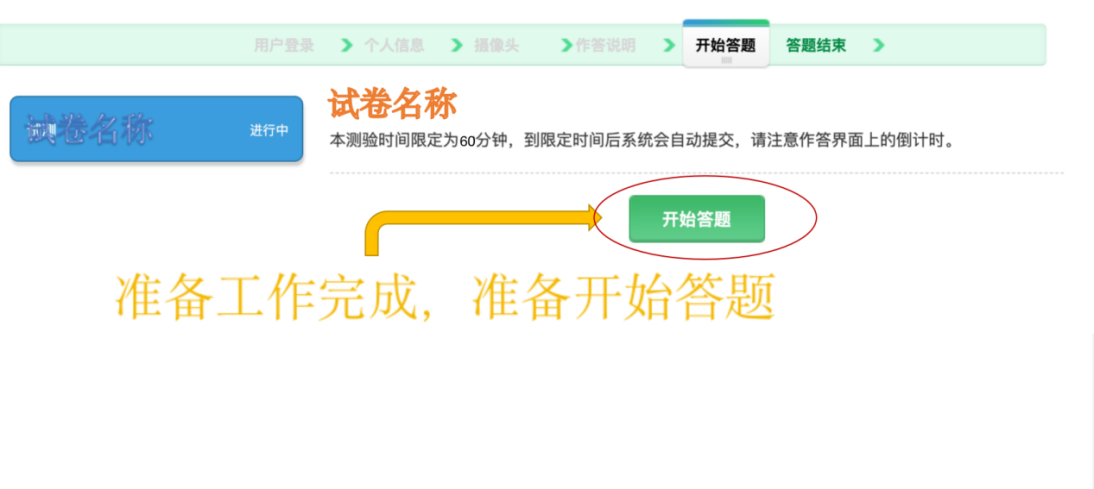 用户登录 个人信息 摄像头 作答说明 开始答题 答题结束
试卷名称 进行中
试卷名称
本测验时间限定为60分钟，到限定时间后系统会自动提交，请注意作答界面上的倒计时。
开始答题
准备工作完成，准备开始答题